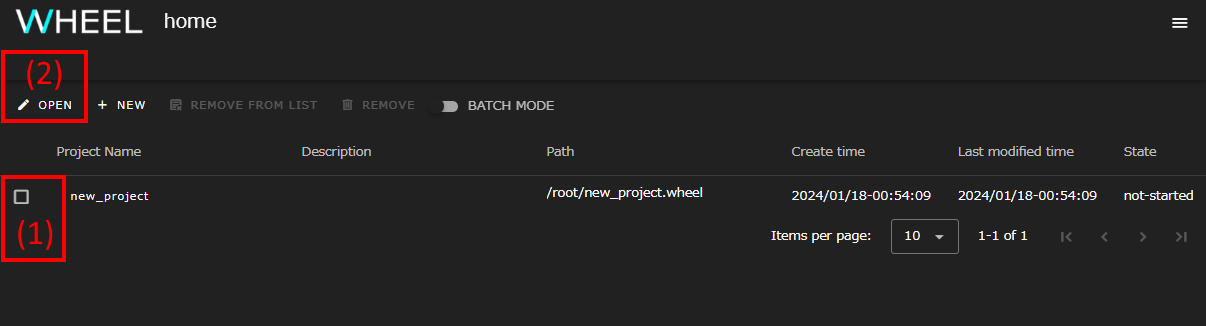 WHEEL home
(2)
OPEN + NEW REMOVE FROM LIST REMOVE BATCH MODE
Project Name Description Path Create time Last modified time State
new_project /root/new_project.wheel 2024/01/18-00:54:09 2024/01/18-00:54:09 not-started
(1)
Items per page: 10 1-1 of 1